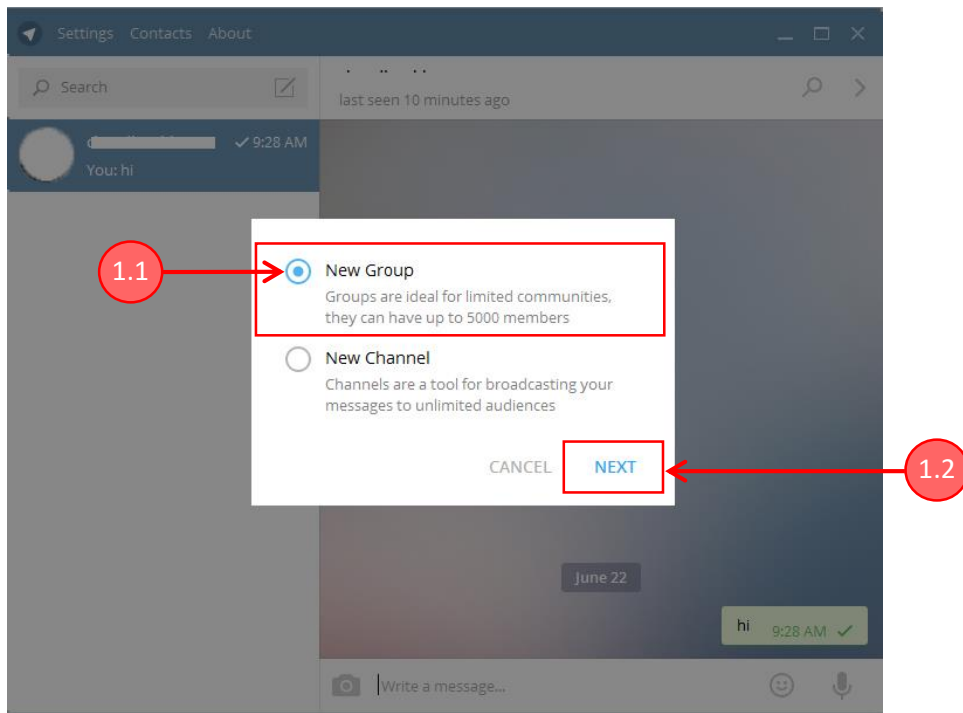 Settings Contacts About
Search
last seen 10 minutes ago
9:28 AM
You: hi
1.1
New Group
Groups are ideal for limited communities,
they can have up to 5000 members
New Channel
Channels are a tool for broadcasting your
messages to unlimited audiences
CANCEL NEXT
1.2
June 22
hi 9:28 AM
Write a message...